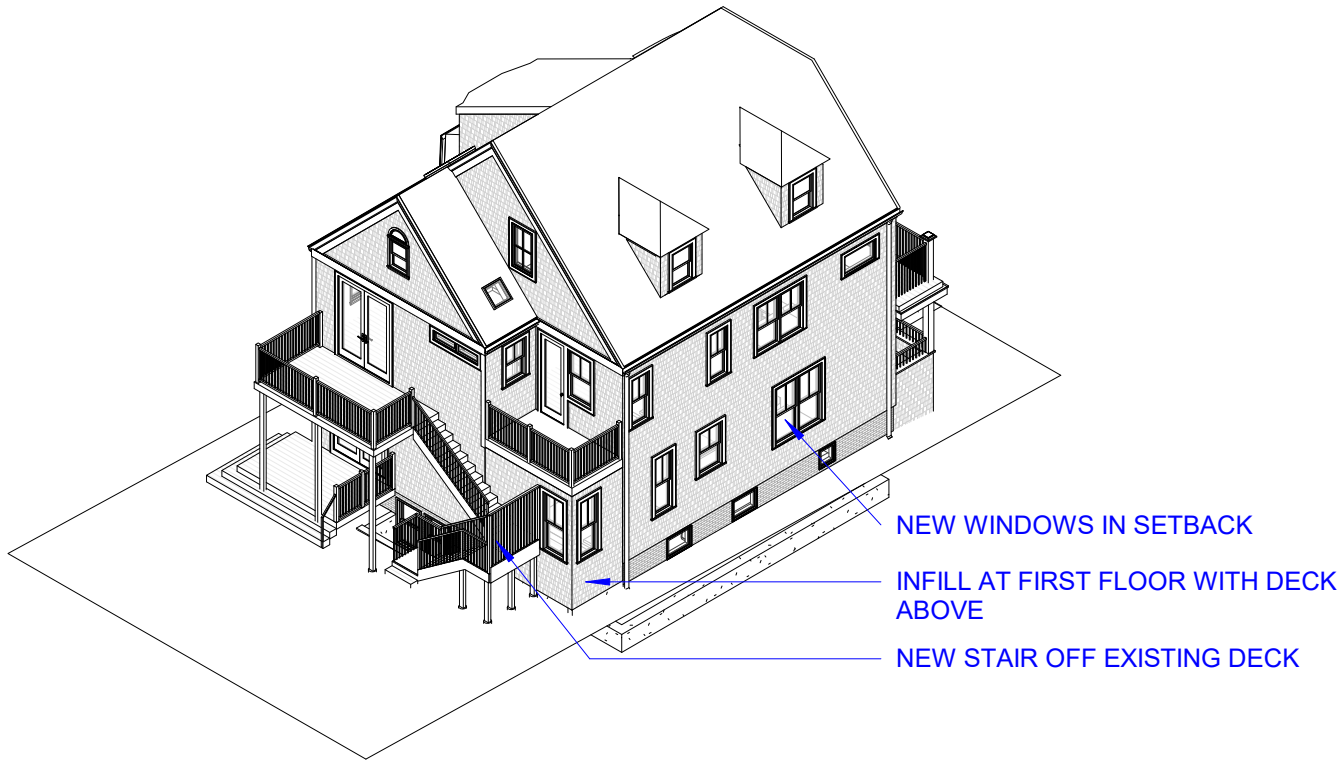 NEW WINDOWS IN SETBACK
INFILL AT FIRST FLOOR WITH DECK
ABOVE
NEW STAIR OFF EXISTING DECK